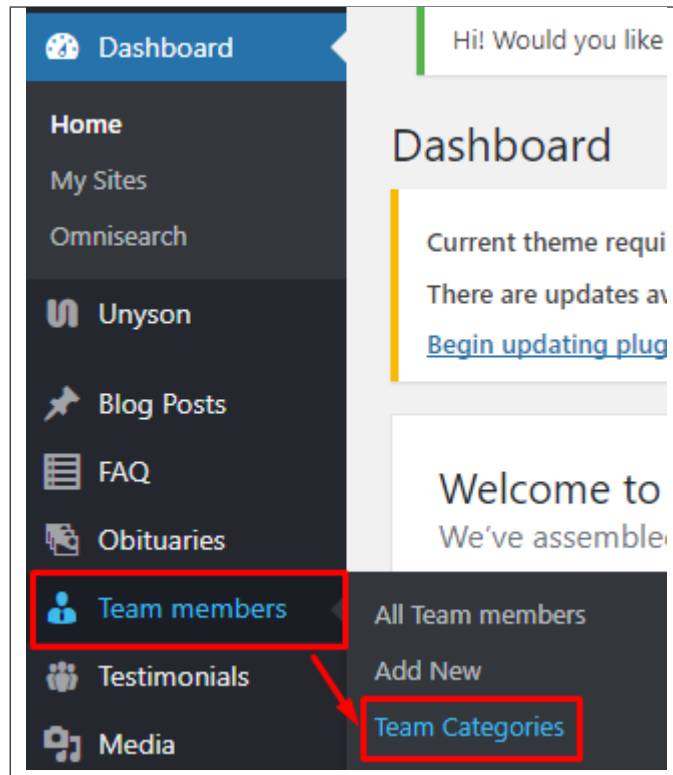 Dashboard
Home
My Sites
Omnisearch
Unyson
Blog Posts
FAQ
Obituaries
Team members
Testimonials
Media
Hi! Would you like
Dashboard
Current theme requi
There are updates av
Begin updating plug
Welcome to
We've assemble
All Team members
Add New
Team Categories